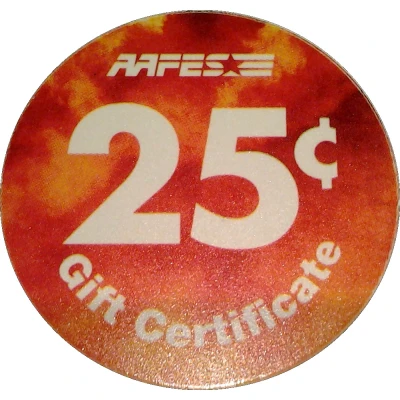 AAFES
25¢
Gift Certificate